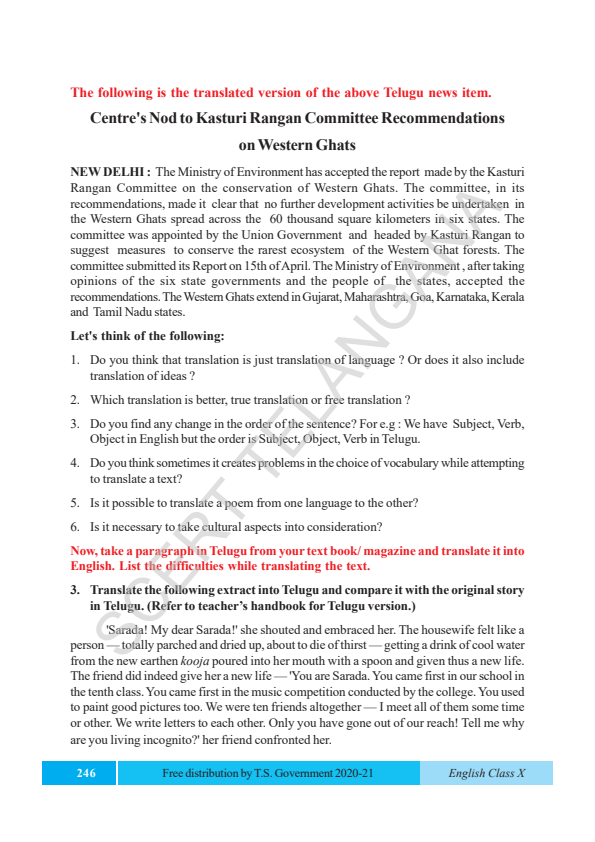 The following is the translated version of the above Telugu news item.
Centre's Nod to Kasturi Rangan Committee Recommendations
on Western Ghats
NEW DELHI : The Ministry of Environment has accepted the report made by the Kasturi
Rangan Committee on the conservation of Western Ghats. The committee, in its
recommendations, made it clear that no further development activities be undertaken in
the Western Ghats spread across the 60 thousand square kilometers in six states. The
committee was appointed by the Union Government and headed by Kasturi Rangan to
suggest measures to conserve the rarest ecosystem of the Western Ghat forests. The
committee submitted its Report on 15th of April. The Ministry of Environment , after taking
opinions of the six state governments and the people of the states, accepted the
recommendations. The Western Ghats extend in Gujarat, Maharashtra, Goa, Karnataka, Kerala
and Tamil Nadu states.
Let's think of the following:
1. Do you think that translation is just translation of language ? Or does it also include
translation of ideas ?
2. Which translation is better, true translation or free translation ?
3. Do you find any change in the order of the sentence? For e.g : We have Subject, Verb,
Object in English but the order is Subject, Object, Verb in Telugu.
4. Do you think sometimes it creates problems in the choice of vocabulary while attempting
to translate a text?
5. Is it possible to translate a poem from one language to the other?
6. Is it necessary to take cultural aspects into consideration?
Now, take a paragraph in Telugu from your text book/ magazine and translate it into
English. List the difficulties while translating the text.
3. Translate the following extract into Telugu and compare it with the original story
in Telugu. (Refer to teacher's handbook for Telugu version.)
'Sarada! My dear Sarada!' she shouted and embraced her. The housewife felt like a
person — totally parched and dried up, about to die of thirst — getting a drink of cool water
from the new earthen kooja poured into her mouth with a spoon and given thus a new life.
The friend did indeed give her a new life — 'You are Sarada. You came first in our school in
the tenth class. You came first in the music competition conducted by the college. You used
to paint good pictures too. We were ten friends altogether — I meet all of them some time
or other. We write letters to each other. Only you have gone out of our reach! Tell me why
are you living incognito?' her friend confronted her.
246 Free distribution by T.S. Government 2020-21 English Class X
SCERT TELANGANA